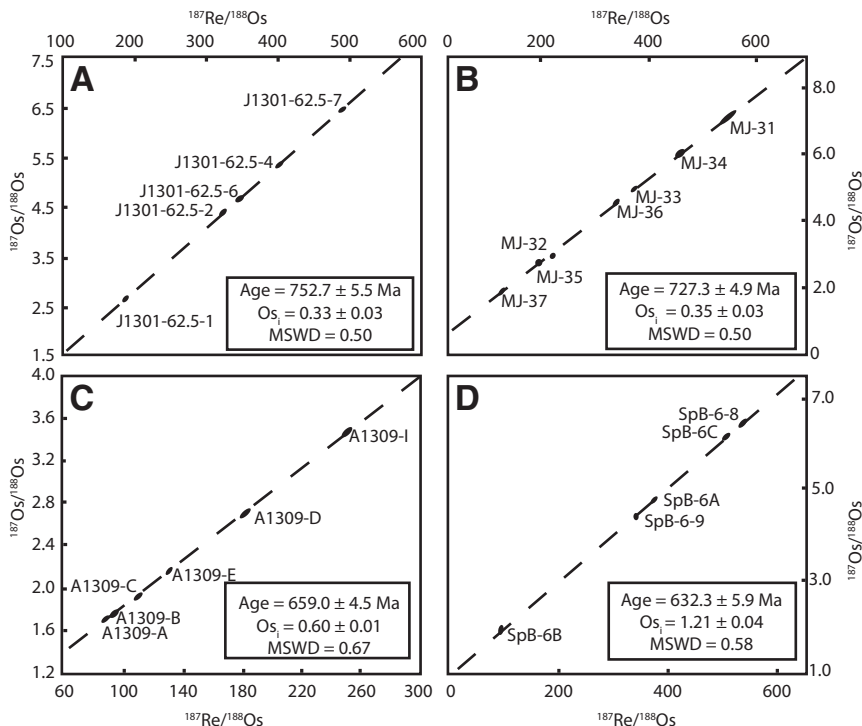 ¹⁸⁷Re/¹⁸⁸Os
¹⁸⁷Re/¹⁸⁸Os
100 200 300 400 500 600
0 200 400 600
A
7.5
6.5
5.5
4.5
3.5
2.5
1.5
¹⁸⁷Os/¹⁸⁸Os
J1301-62.5-7
J1301-62.5-4
J1301-62.5-6
J1301-62.5-2
J1301-62.5-1
Age = 752.7 ± 5.5 Ma
Osᵢ = 0.33 ± 0.03
MSWD = 0.50
B
8.0
6.0
4.0
2.0
0
¹⁸⁷Os/¹⁸⁸Os
MJ-31
MJ-34
MJ-33
MJ-36
MJ-32
MJ-35
MJ-37
Age = 727.3 ± 4.9 Ma
Osᵢ = 0.35 ± 0.03
MSWD = 0.50
C
4.0
3.6
3.2
2.8
2.4
2.0
1.6
1.2
¹⁸⁷Os/¹⁸⁸Os
A1309-I
A1309-D
A1309-E
A1309-C
A1309-B
A1309-A
Age = 659.0 ± 4.5 Ma
Osᵢ = 0.60 ± 0.01
MSWD = 0.67
60 100 140 180 220 260 300
¹⁸⁷Re/¹⁸⁸Os
D
7.0
5.0
3.0
1.0
¹⁸⁷Os/¹⁸⁸Os
SpB-6-8
SpB-6C
SpB-6A
SpB-6-9
SpB-6B
Age = 632.3 ± 5.9 Ma
Osᵢ = 1.21 ± 0.04
MSWD = 0.58
0 200 400 600
¹⁸⁷Re/¹⁸⁸Os